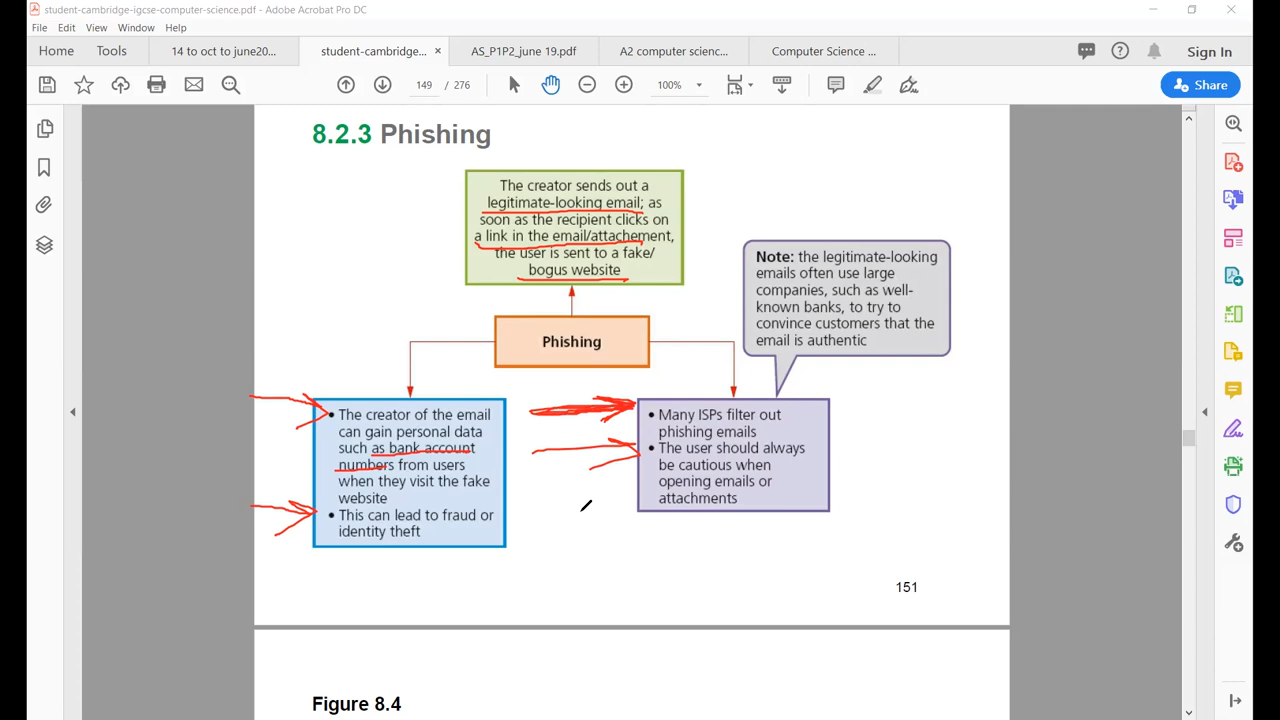 student-cambridge-igcse-computer-science.pdf - Adobe Acrobat Pro DC
File Edit View Window Help
Home Tools 14 to oct to june20... student-cambridge... × AS_P1P2_june 19.pdf A2 computer scienc... Computer Science ... Sign In
149 / 276 100% Share
8.2.3 Phishing
The creator sends out a
legitimate-looking email; as
soon as the recipient clicks on
a link in the email/attachement,
the user is sent to a fake/
bogus website
Note: the legitimate-looking
emails often use large
companies, such as well-
known banks, to try to
convince customers that the
email is authentic
Phishing
• The creator of the email
can gain personal data
such as bank account
numbers from users
when they visit the fake
website
• This can lead to fraud or
identity theft
• Many ISPs filter out
phishing emails
• The user should always
be cautious when
opening emails or
attachments
151
Figure 8.4